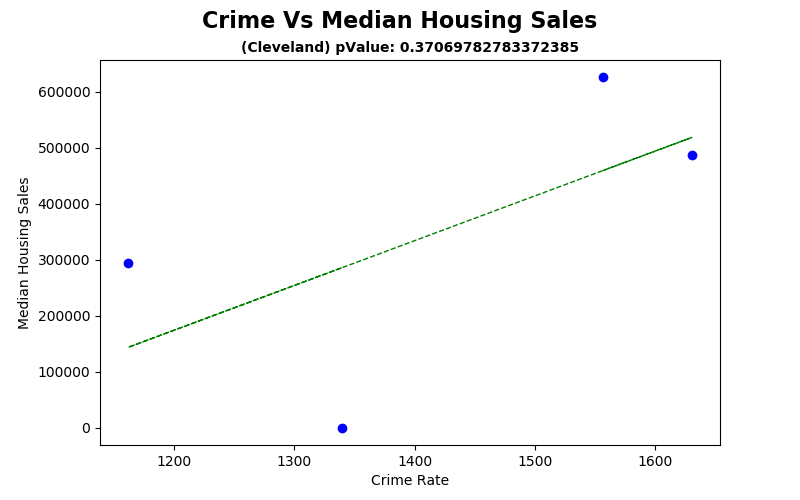 Crime Vs Median Housing Sales
(Cleveland) pValue: 0.37069782783372385
600000
500000
400000
300000
200000
100000
0
Median Housing Sales
1200 1300 1400 1500 1600
Crime Rate